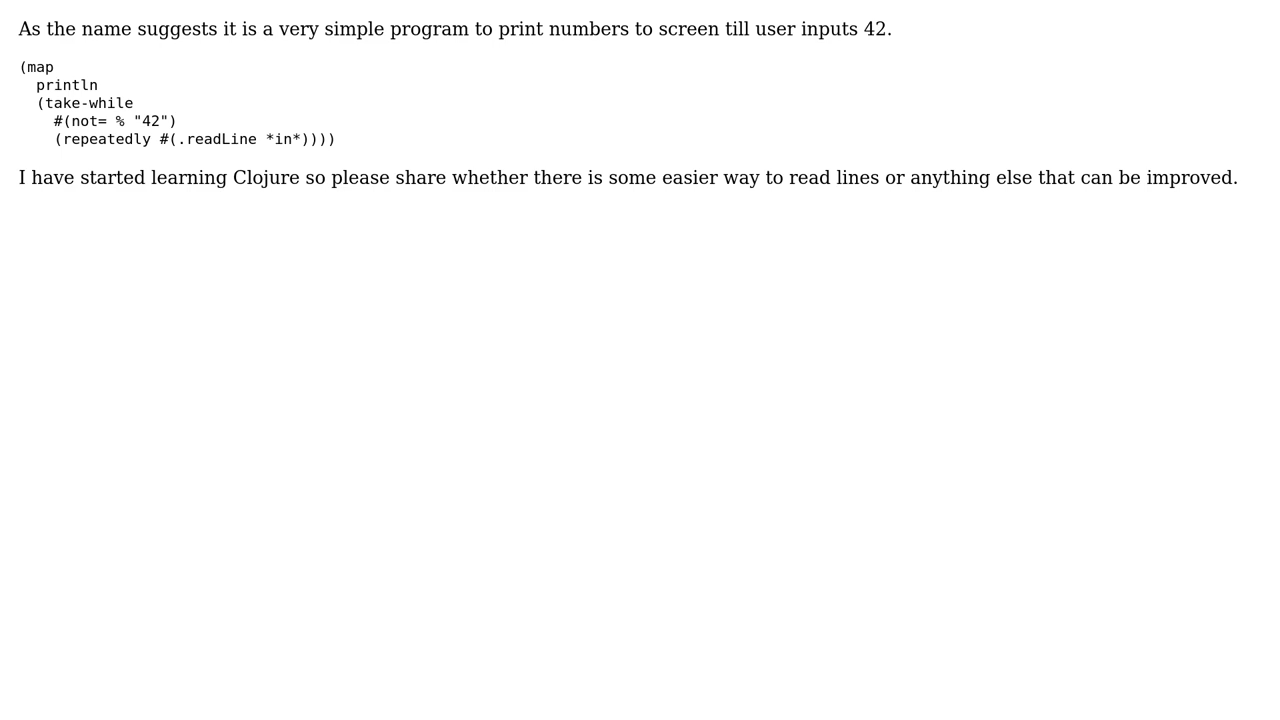 As the name suggests it is a very simple program to print numbers to screen till user inputs 42.
(map
  println
  (take-while
    #(not= % "42")
    (repeatedly #(.readLine *in*))))
I have started learning Clojure so please share whether there is some easier way to read lines or anything else that can be improved.